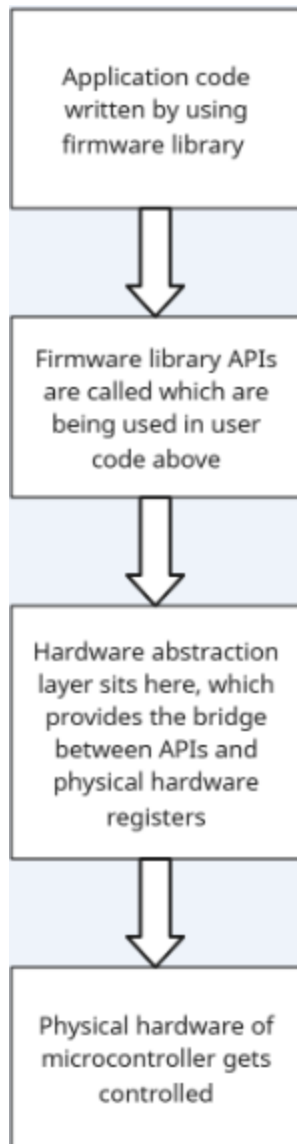 Application code
written by using
firmware library
Firmware library APIs
are called which are
being used in user
code above
Hardware abstraction
layer sits here, which
provides the bridge
between APIs and
physical hardware
registers
Physical hardware of
microcontroller gets
controlled